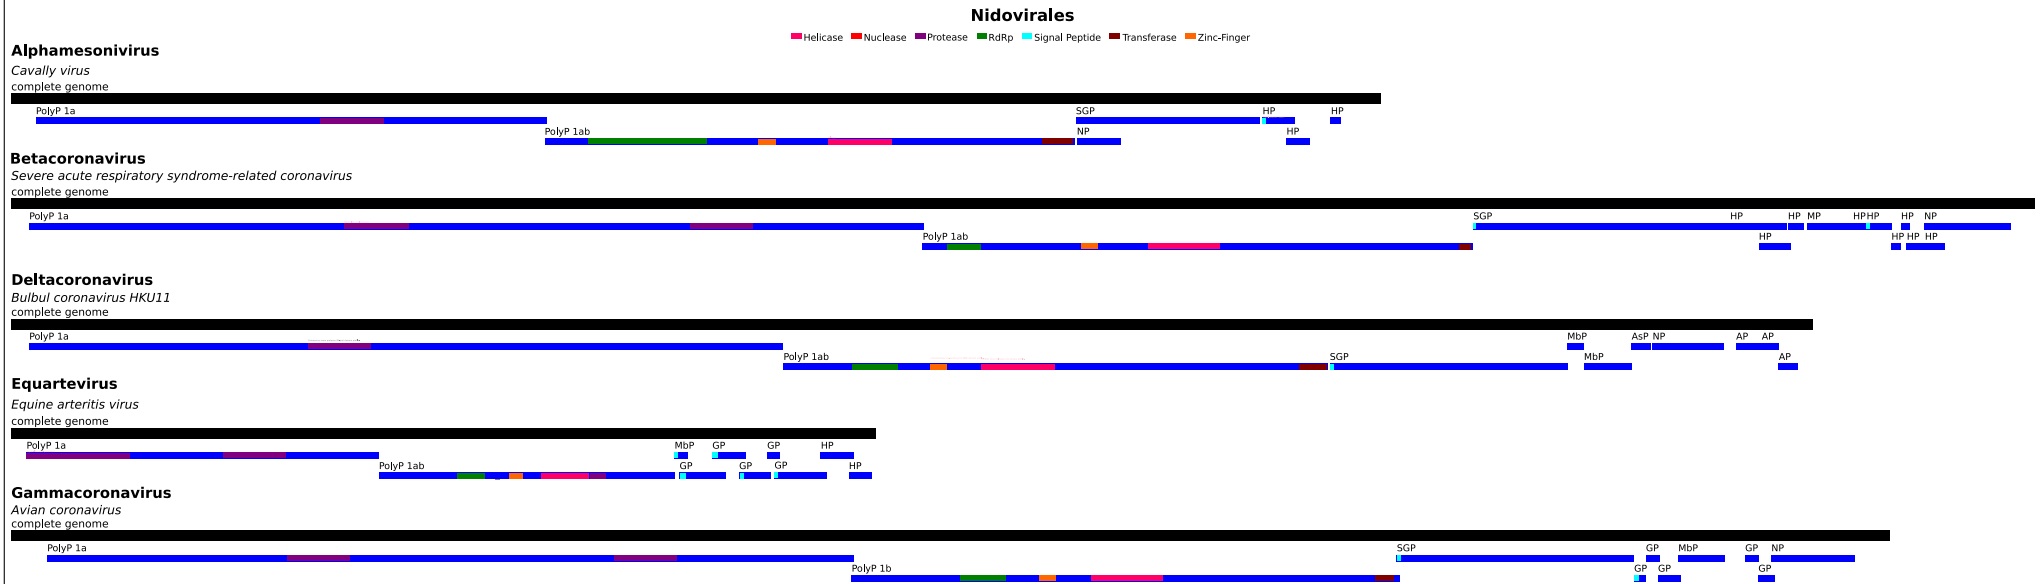 Nidovirales
Helicase Nuclease Protease RdRp Signal Peptide Transferase Zinc-Finger
Alphamesonivirus
Cavally virus
complete genome
PolyP 1a SGP HP HP
PolyP 1ab NP HP
Betacoronavirus
Severe acute respiratory syndrome-related coronavirus
complete genome
PolyP 1a SGP HP HP MP HP HP HP NP
PolyP 1ab HP HP HP HP
Deltacoronavirus
Bulbul coronavirus HKU11
complete genome
PolyP 1a MbP AsP NP AP AP
PolyP 1ab SGP MbP AP
Equartevirus
Equine arteritis virus
complete genome
PolyP 1a MbP GP GP HP
PolyP 1ab GP GP GP HP
Gammacoronavirus
Avian coronavirus
complete genome
PolyP 1a SGP GP MbP GP NP
PolyP 1b GP GP GP